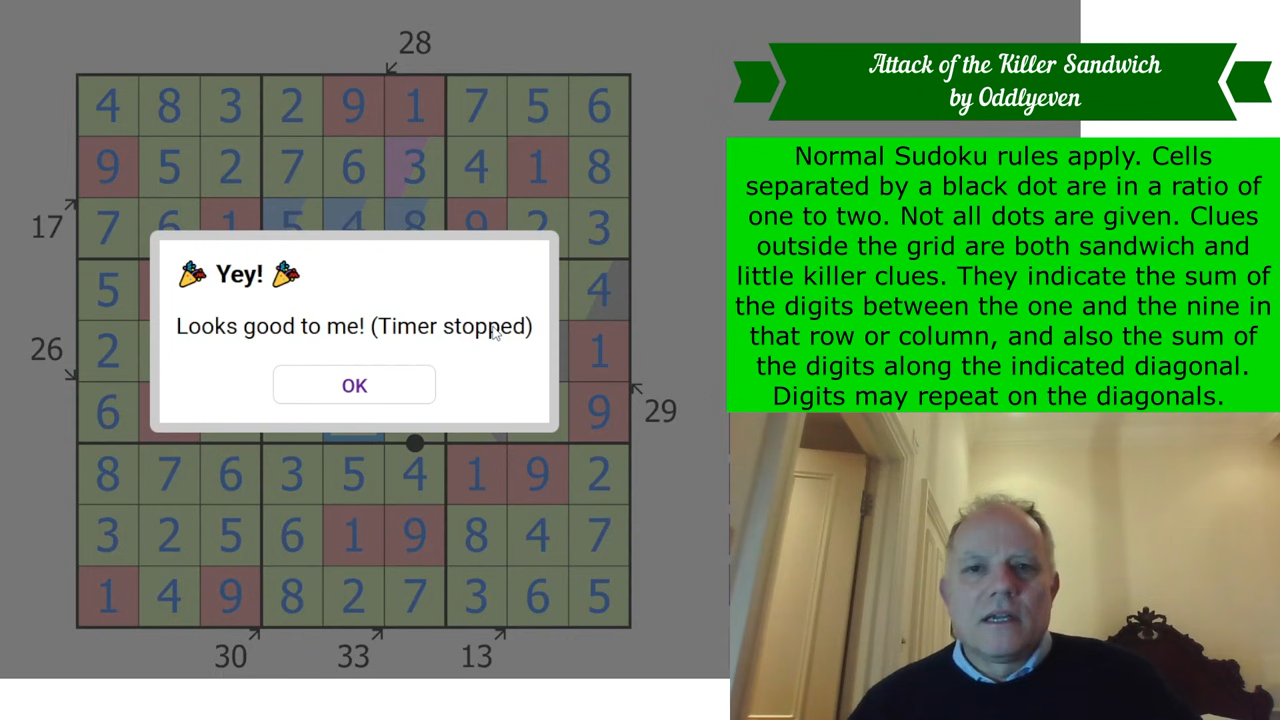 Attack of the Killer Sandwich
by Oddlyeven
Normal Sudoku rules apply. Cells
separated by a black dot are in a ratio of
one to two. Not all dots are given. Clues
outside the grid are both sandwich and
little killer clues. They indicate the sum of
the digits between the one and the nine in
that row or column, and also the sum of
the digits along the indicated diagonal.
Digits may repeat on the diagonals.
28
4 8 3 2 9 1 7 5 6
9 5 2 7 6 3 4 1 8
17 7 6 1 5 4 8 9 2 3
5 4
26 2 1
6 9 29
8 7 6 3 5 4 1 9 2
3 2 5 6 1 9 8 4 7
1 4 9 8 2 7 3 6 5
30 33 13
🎉 Yey! 🎉
Looks good to me! (Timer stopped)
OK